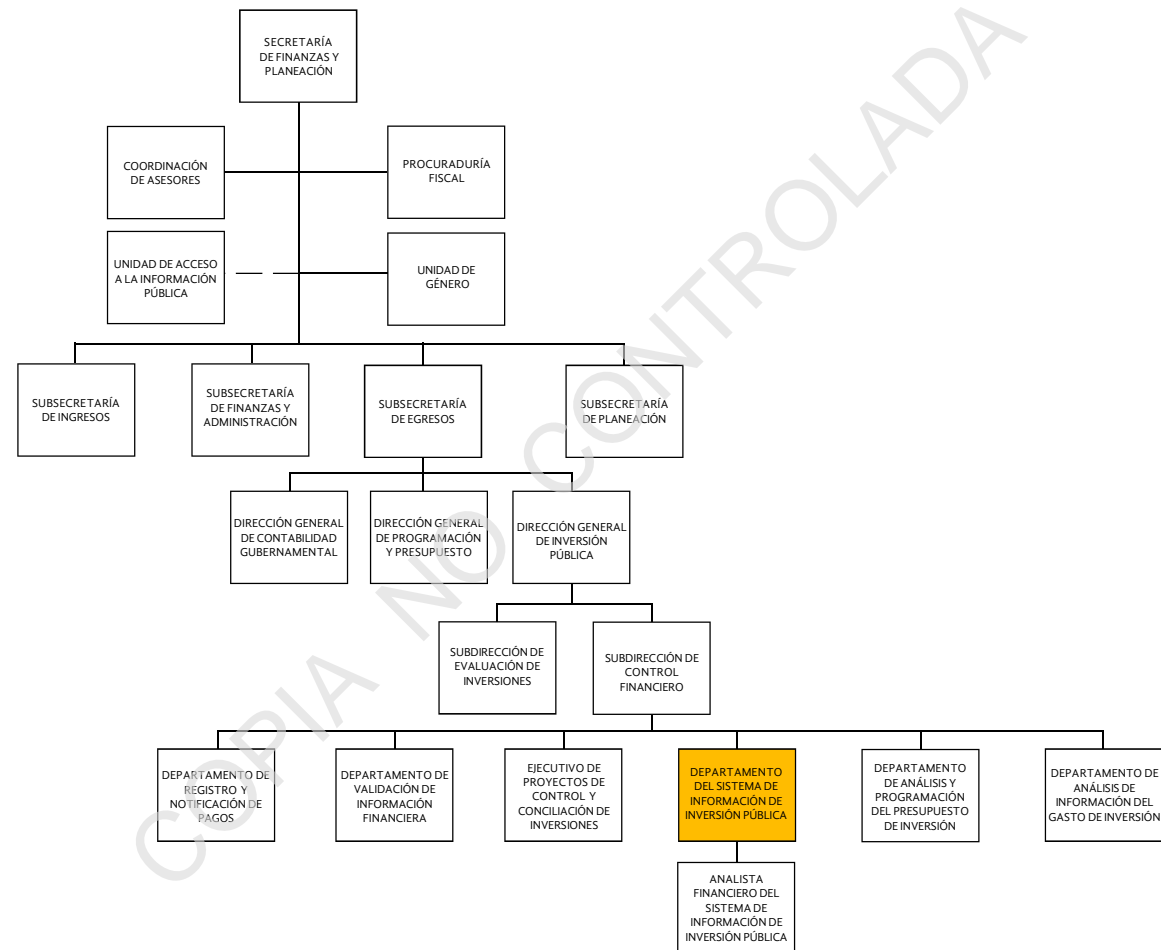 SECRETARÍA
DE FINANZAS Y
PLANEACIÓN
COORDINACIÓN
DE ASESORES
PROCURADURÍA
FISCAL
UNIDAD DE ACCESO
A LA INFORMACIÓN
PÚBLICA
UNIDAD DE
GÉNERO
SUBSECRETARÍA
DE INGRESOS
SUBSECRETARÍA
DE FINANZAS Y
ADMINISTRACIÓN
SUBSECRETARÍA
DE EGRESOS
SUBSECRETARÍA
DE PLANEACIÓN
DIRECCIÓN GENERAL
DE CONTABILIDAD
GUBERNAMENTAL
DIRECCIÓN GENERAL
DE PROGRAMACIÓN
Y PRESUPUESTO
DIRECCIÓN GENERAL
DE INVERSIÓN
PÚBLICA
SUBDIRECCIÓN DE
EVALUACIÓN DE
INVERSIONES
SUBDIRECCIÓN DE
CONTROL
FINANCIERO
DEPARTAMENTO DE
REGISTRO Y
NOTIFICACIÓN DE
PAGOS
DEPARTAMENTO DE
VALIDACIÓN DE
INFORMACIÓN
FINANCIERA
EJECUTIVO DE
PROYECTOS DE
CONTROL Y
CONCILIACIÓN DE
INVERSIONES
DEPARTAMENTO
DEL SISTEMA DE
INFORMACIÓN DE
INVERSIÓN PÚBLICA
DEPARTAMENTO
DE ANÁLISIS Y
PROGRAMACIÓN
DEL PRESUPUESTO
DE INVERSIÓN
DEPARTAMENTO DE
ANÁLISIS DE
INFORMACIÓN DEL
GASTO DE INVERSIÓN
ANALISTA
FINANCIERO DEL
SISTEMA DE
INFORMACIÓN DE
INVERSIÓN PÚBLICA
COPIA NO CONTROLADA